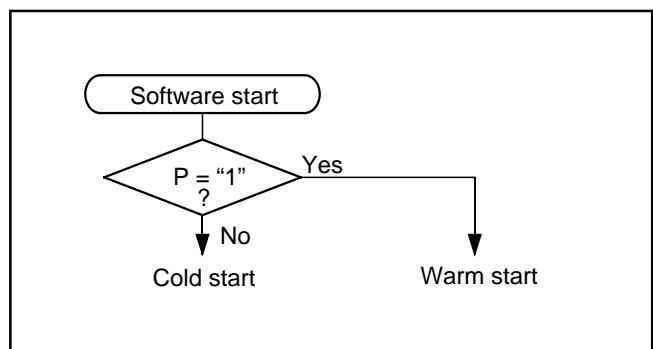 Software start
Yes
P = “1”
?
No
Cold start
Warm start